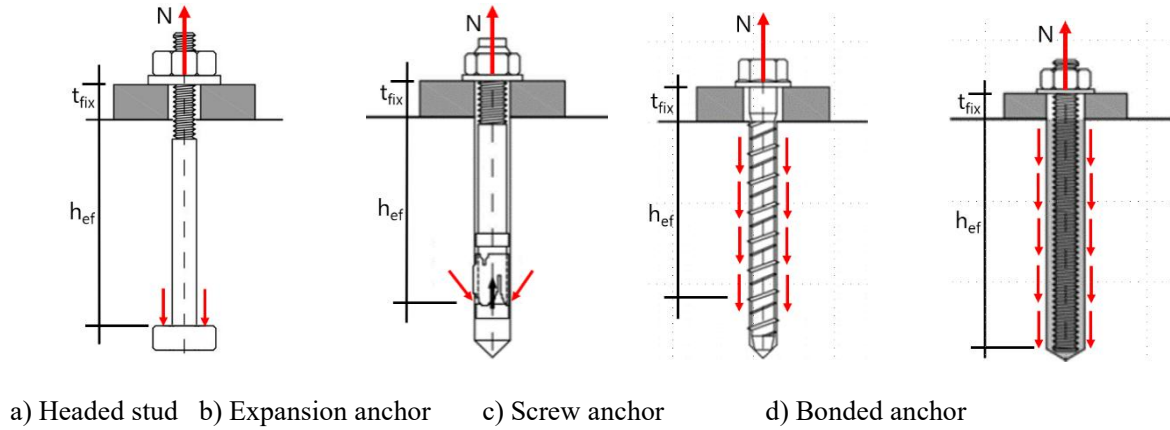 N
t_fix
h_ef
N
t_fix
h_ef
N
t_fix
h_ef
N
t_fix
h_ef
a) Headed stud b) Expansion anchor c) Screw anchor d) Bonded anchor